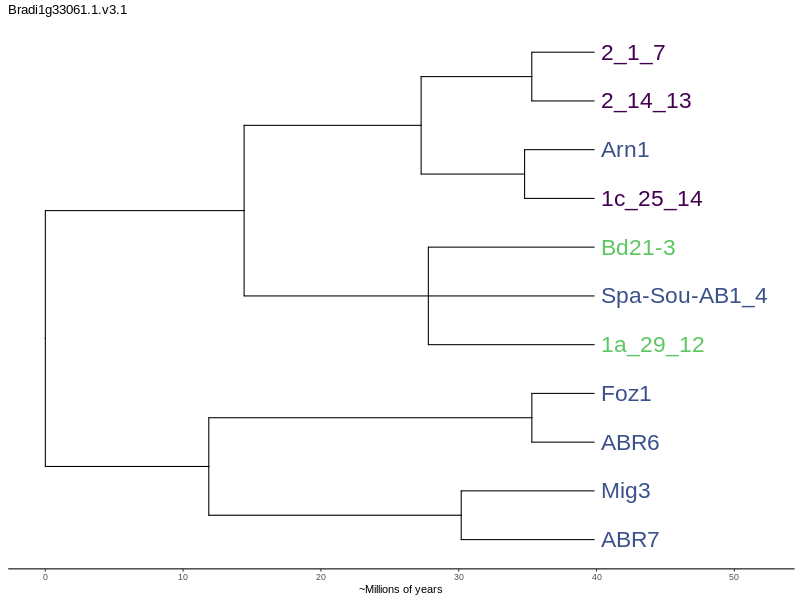 Bradi1g33061.1.v3.1
2_1_7
2_14_13
Arn1
1c_25_14
Bd21-3
Spa-Sou-AB1_4
1a_29_12
Foz1
ABR6
Mig3
ABR7
0 10 20 30 40 50
~Millions of years